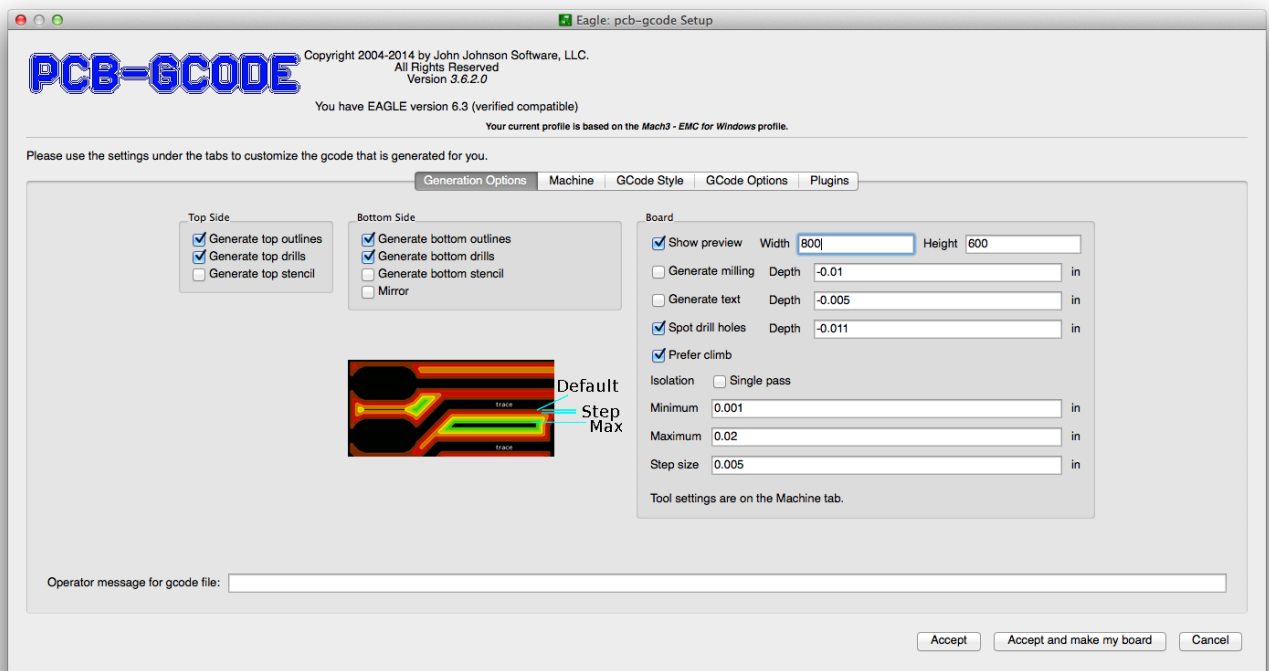 Eagle: pcb-gcode Setup
PCB-GCODE
Copyright 2004-2014 by John Johnson Software, LLC.
All Rights Reserved
Version 3.6.2.0
You have EAGLE version 6.3 (verified compatible)
Your current profile is based on the Mach3 - EMC for Windows profile.
Please use the settings under the tabs to customize the gcode that is generated for you.
Generation Options Machine GCode Style GCode Options Plugins
Top Side
Generate top outlines
Generate top drills
Generate top stencil
Bottom Side
Generate bottom outlines
Generate bottom drills
Generate bottom stencil
Mirror
Default
trace
Step
Max
trace
Board
Show preview Width 800 Height 600
Generate milling Depth -0.01 in
Generate text Depth -0.005 in
Spot drill holes Depth -0.011 in
Prefer climb
Isolation Single pass
Minimum 0.001 in
Maximum 0.02 in
Step size 0.005 in
Tool settings are on the Machine tab.
Operator message for gcode file:
Accept Accept and make my board Cancel